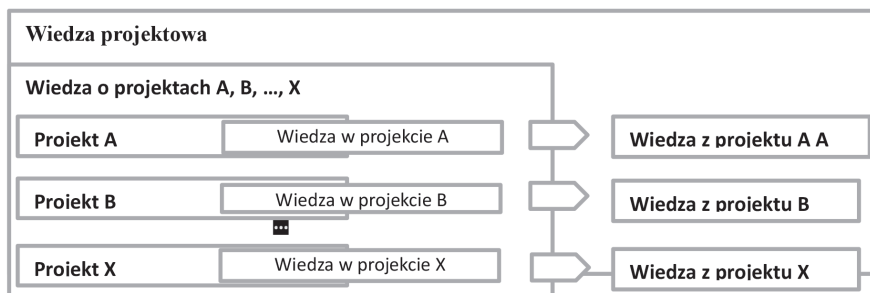 Wiedza projektowa
Wiedza o projektach A, B, ..., X
Projekt A
Wiedza w projekcie A
Wiedza z projektu A A
Projekt B
Wiedza w projekcie B
Wiedza z projektu B
...
Projekt X
Wiedza w projekcie X
Wiedza z projektu X